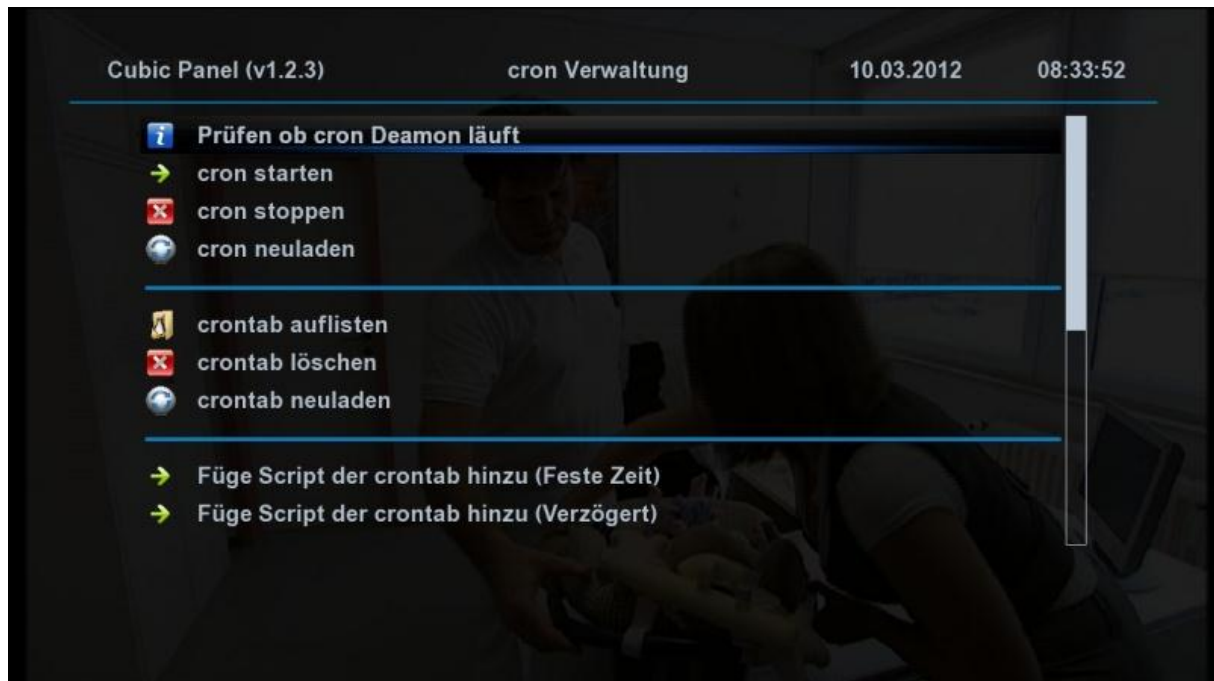 Cubic Panel (v1.2.3) cron Verwaltung 10.03.2012 08:33:52
Prüfen ob cron Deamon läuft
cron starten
cron stoppen
cron neuladen
crontab auflisten
crontab löschen
crontab neuladen
Füge Script der crontab hinzu (Feste Zeit)
Füge Script der crontab hinzu (Verzögert)